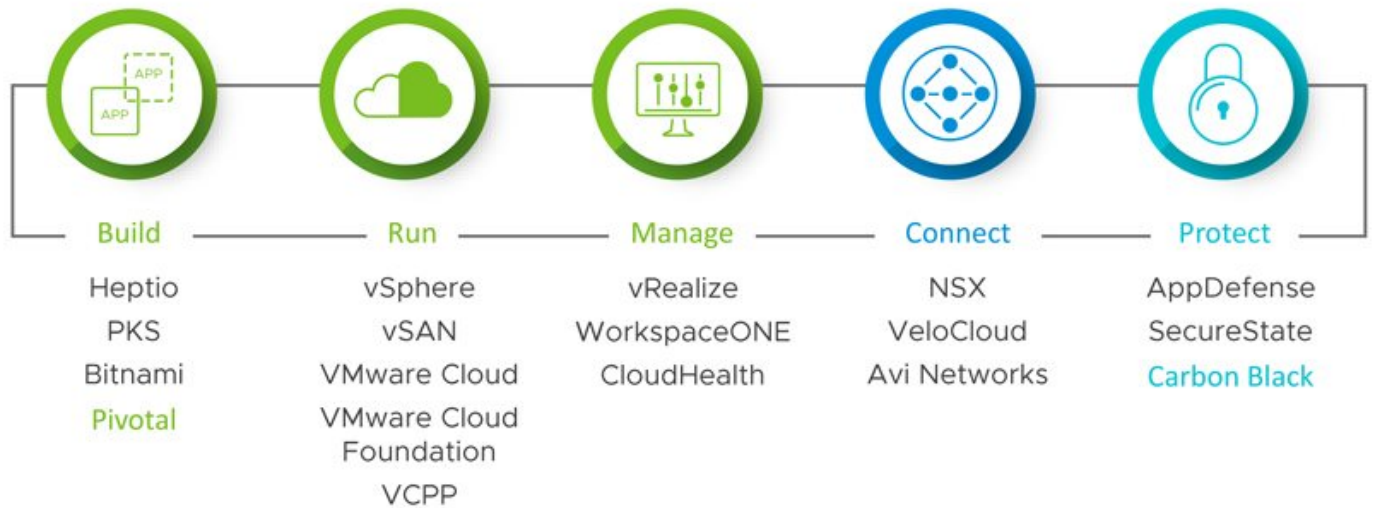 APP
APP
Build
Run
Manage
Connect
Protect
Heptio
PKS
Bitnami
Pivotal
vSphere
vSAN
VMware Cloud
VMware Cloud
Foundation
VCPP
vRealize
WorkspaceONE
CloudHealth
NSX
VeloCloud
Avi Networks
AppDefense
SecureState
Carbon Black